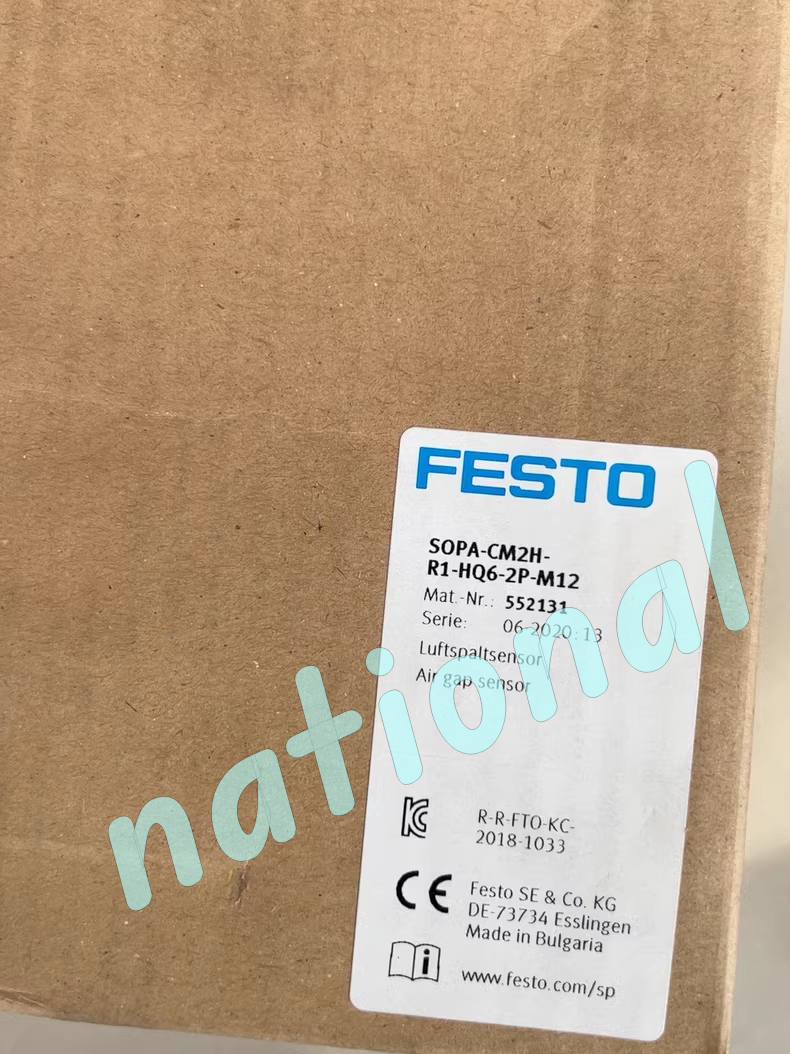 FESTO
SOPA-CM2H-
R1-HQ6-2P-M12
Mat.-Nr.: 552131
Serie: 06-2020:13
Luftspaltsensor
Air gap sensor
R-R-FTO-KC-
2018-1033
CE Festo SE & Co. KG
DE-73734 Esslingen
Made in Bulgaria
www.festo.com/sp
national